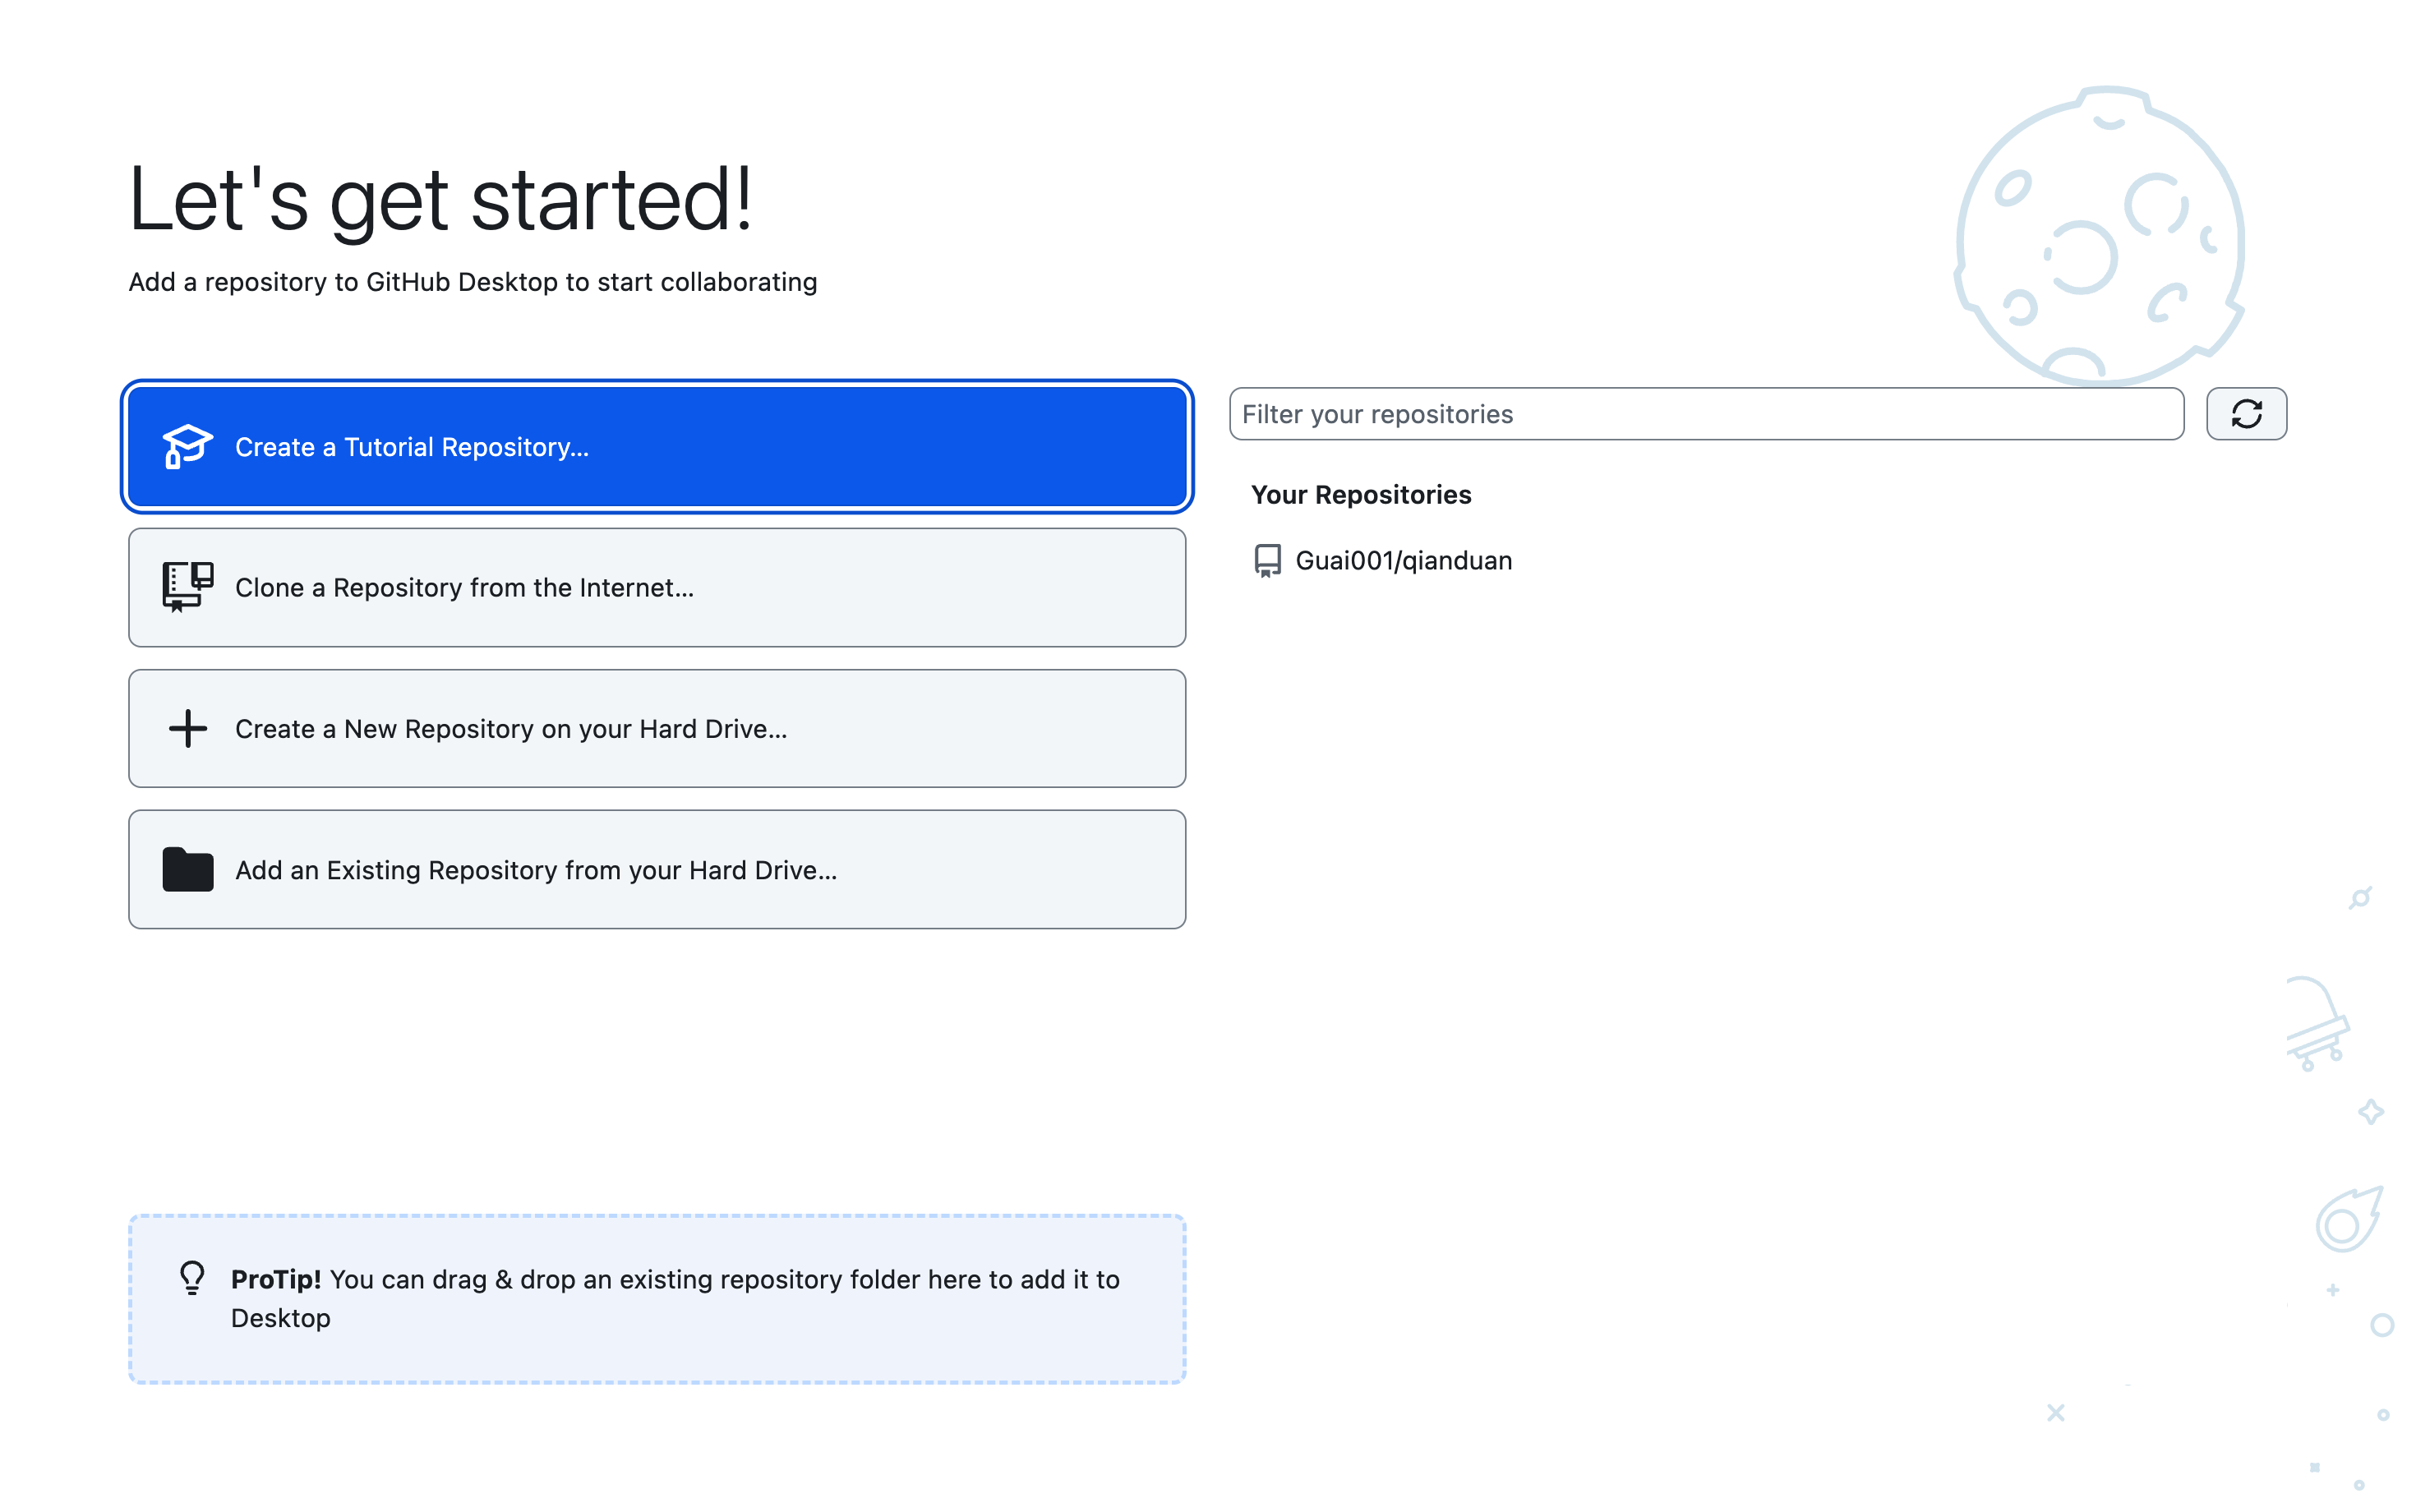 Let's get started!
Add a repository to GitHub Desktop to start collaborating
Create a Tutorial Repository...
Clone a Repository from the Internet...
Create a New Repository on your Hard Drive...
Add an Existing Repository from your Hard Drive...
ProTip! You can drag & drop an existing repository folder here to add it to
Desktop
Filter your repositories
Your Repositories
Guai001/qianduan